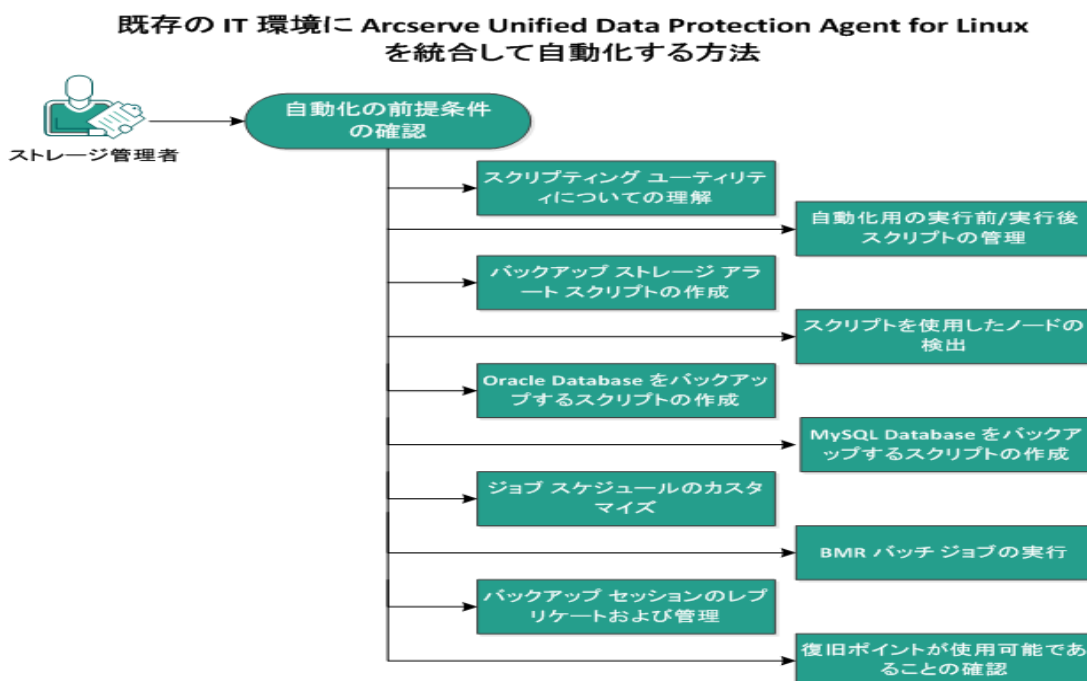 既存の IT 環境に Arcserve Unified Data Protection Agent for Linux
を統合して自動化する方法
ストレージ管理者
自動化の前提条件
の確認
スクリプティング ユーティリテ
ィについての理解
自動化用の実行前/実行後
スクリプトの管理
バックアップ ストレージ アラ
ート スクリプトの作成
スクリプトを使用したノードの
検出
Oracle Database をバックアッ
プするスクリプトの作成
MySQL Database をバックア
ップするスクリプトの作成
ジョブ スケジュールのカスタ
マイズ
BMR バッチ ジョブの実行
バックアップ セッションのレプ
リケートおよび管理
復旧ポイントが使用可能であ
ることの確認